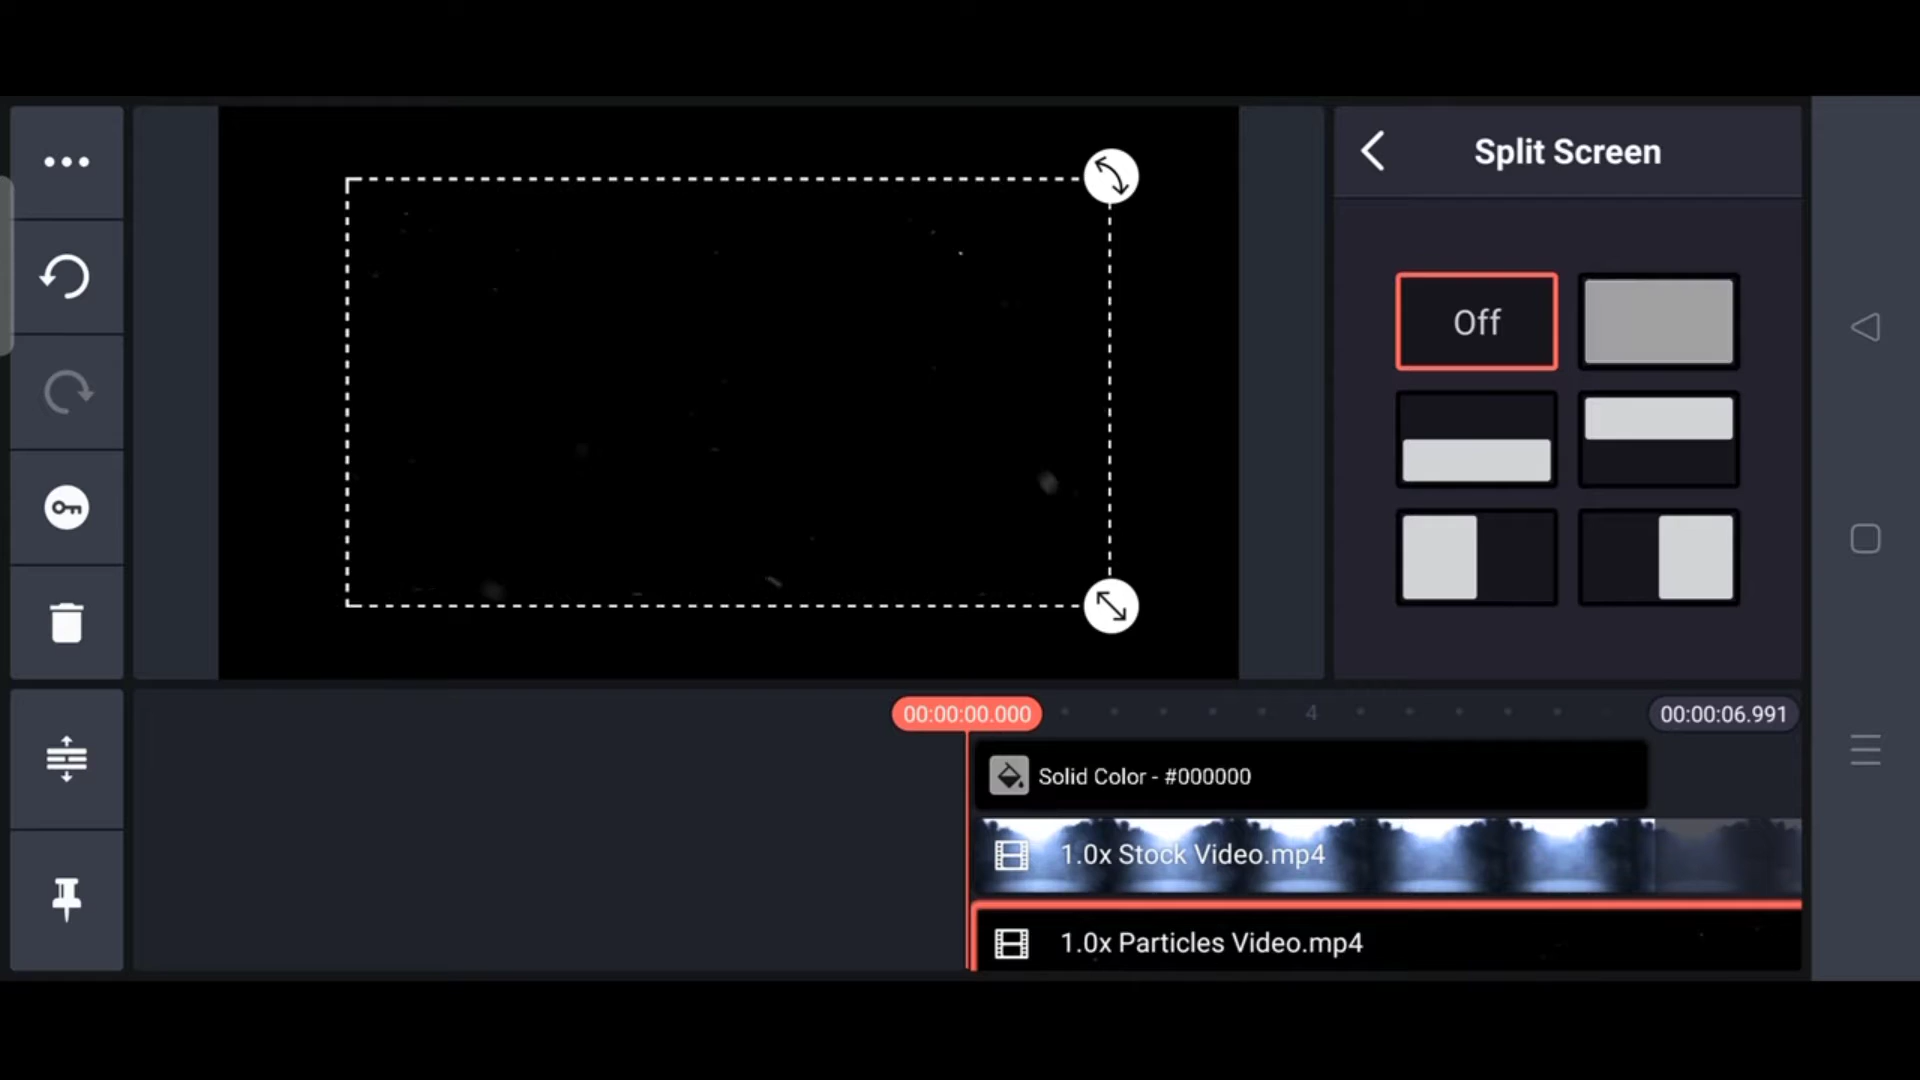 Split Screen
Off
00:00:00.000
4
00:00:06.991
Solid Color - #000000
1.0x Stock Video.mp4
1.0x Particles Video.mp4